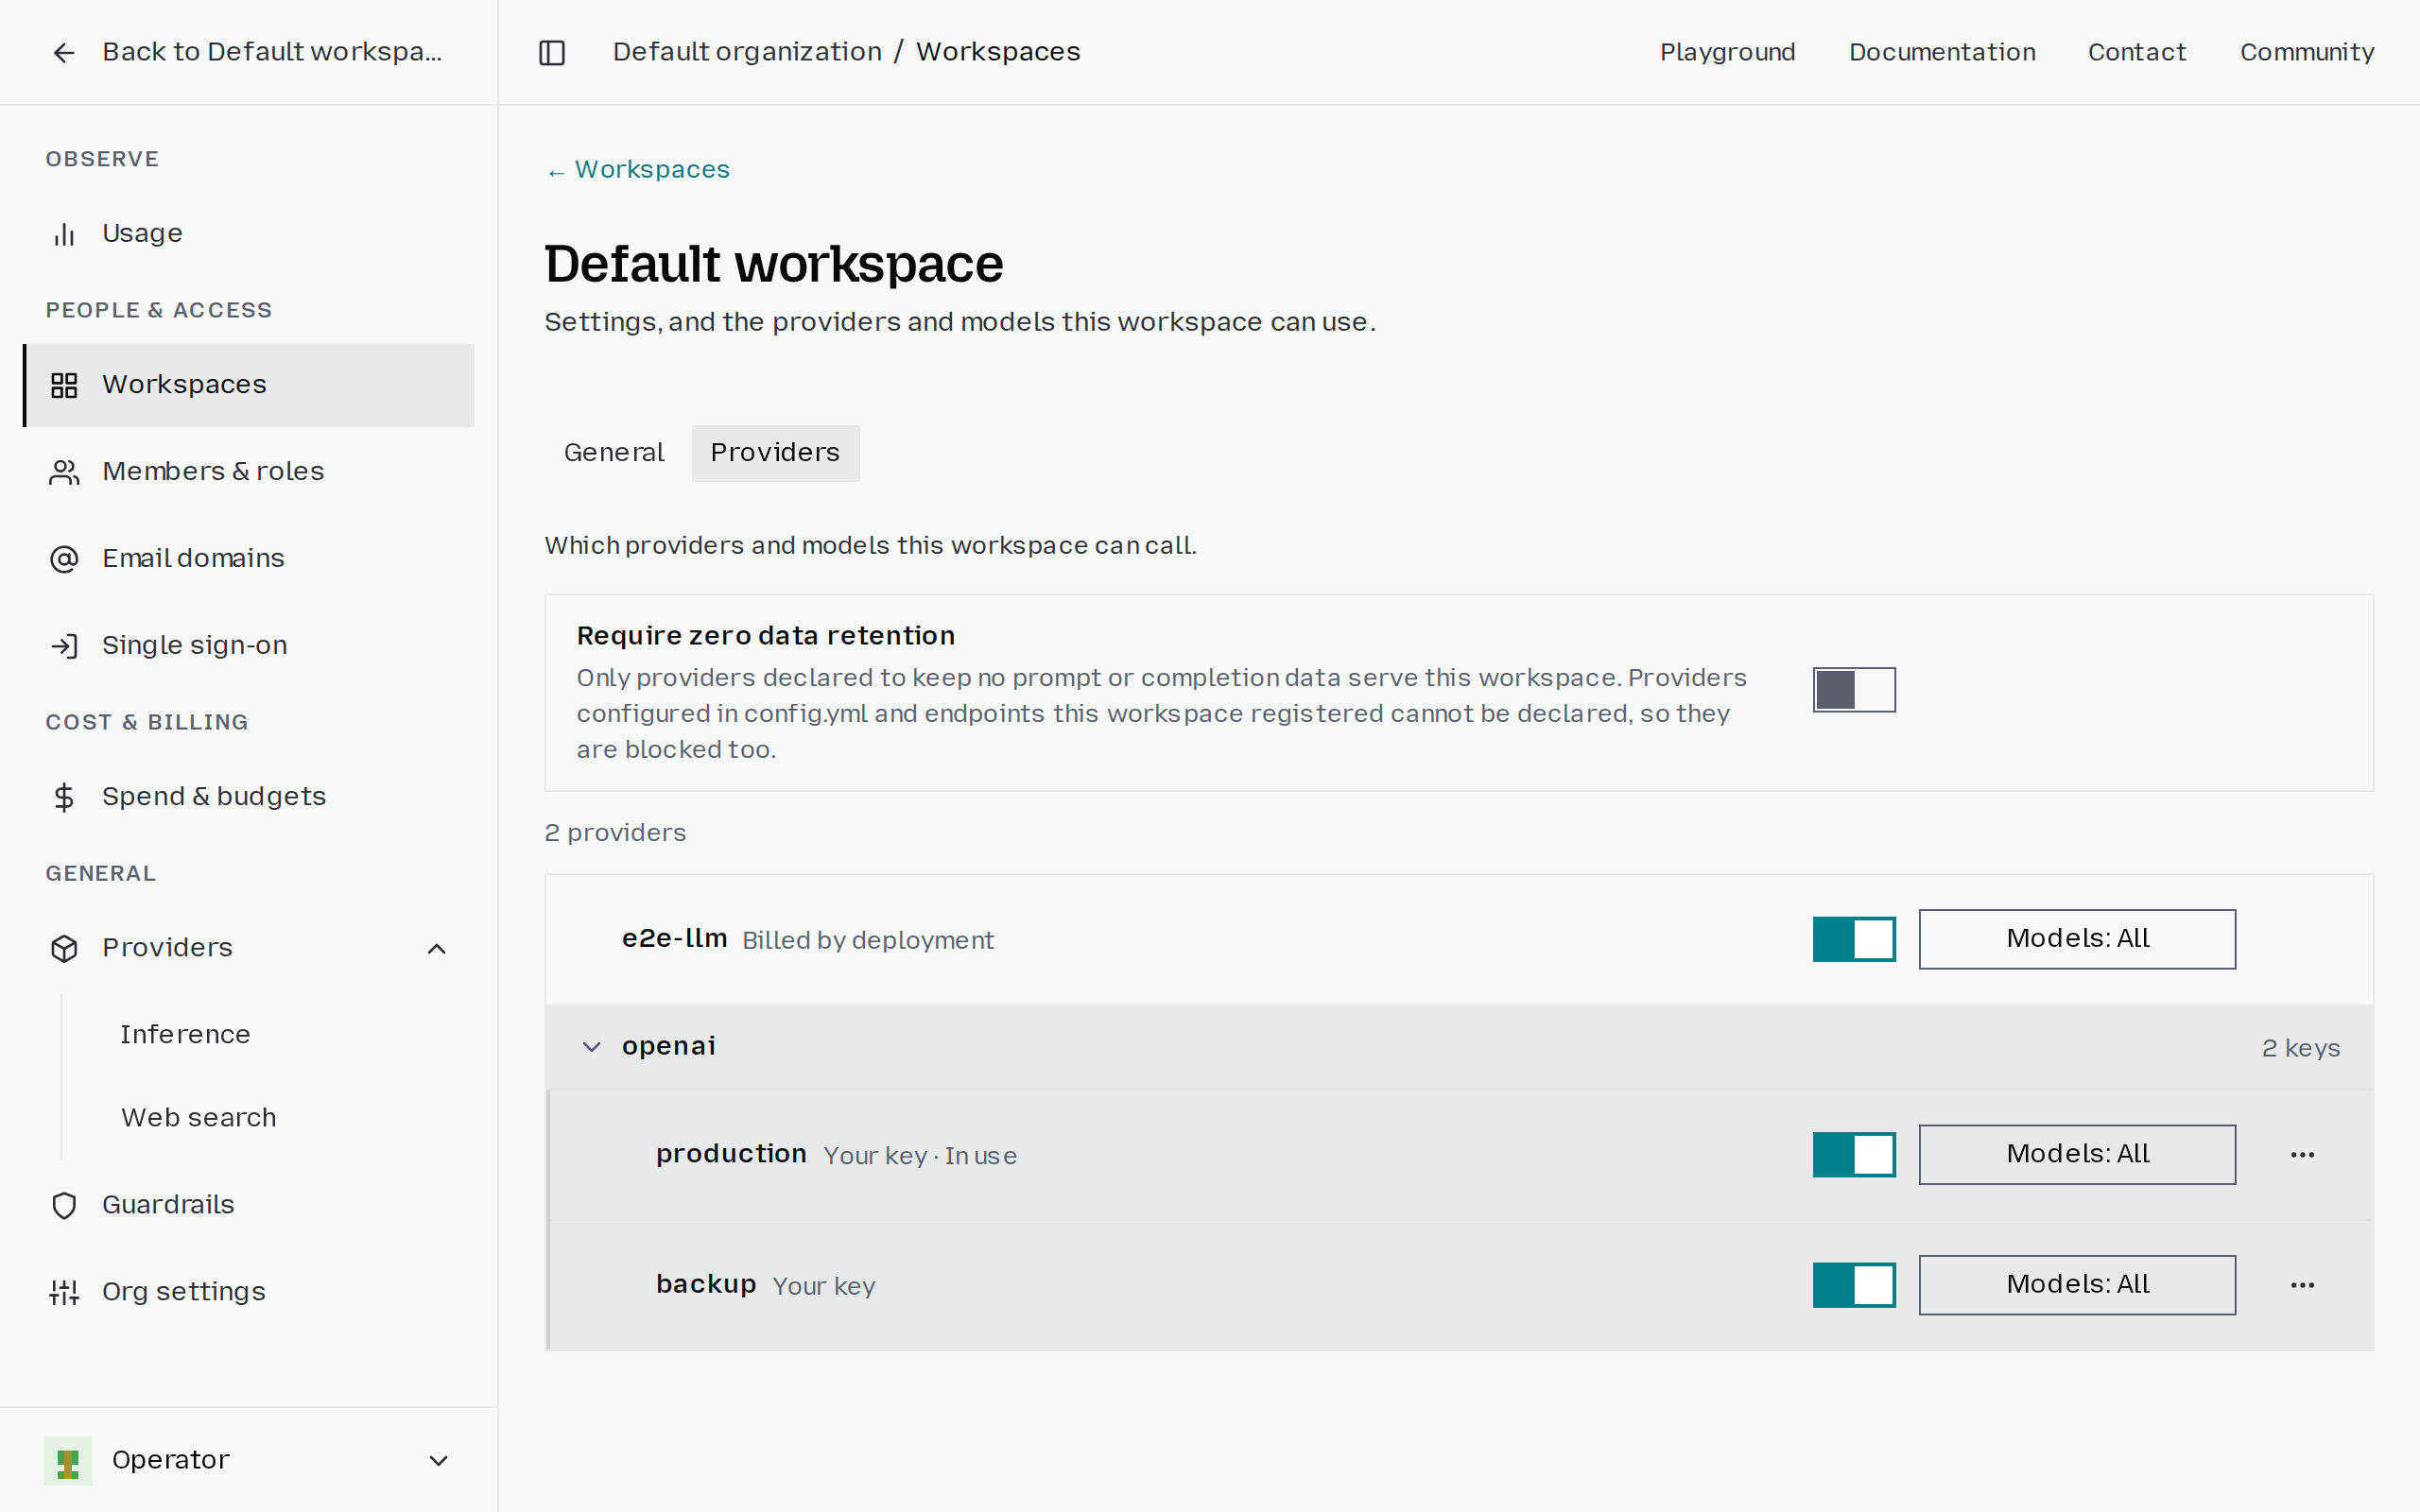 Back to Default workspa...
Default organization / Workspaces
Playground
Documentation
Contact
Community
OBSERVE
Usage
PEOPLE & ACCESS
Workspaces
Members & roles
Email domains
Single sign-on
COST & BILLING
Spend & budgets
GENERAL
Providers
Inference
Web search
Guardrails
Org settings
Operator
← Workspaces
Default workspace
Settings, and the providers and models this workspace can use.
General
Providers
Which providers and models this workspace can call.
Require zero data retention
Only providers declared to keep no prompt or completion data serve this workspace. Providers
configured in config.yml and endpoints this workspace registered cannot be declared, so they
are blocked too.
2 providers
e2e-llm Billed by deployment
Models: All
openai
2 keys
production Your key · In use
Models: All
backup Your key
Models: All